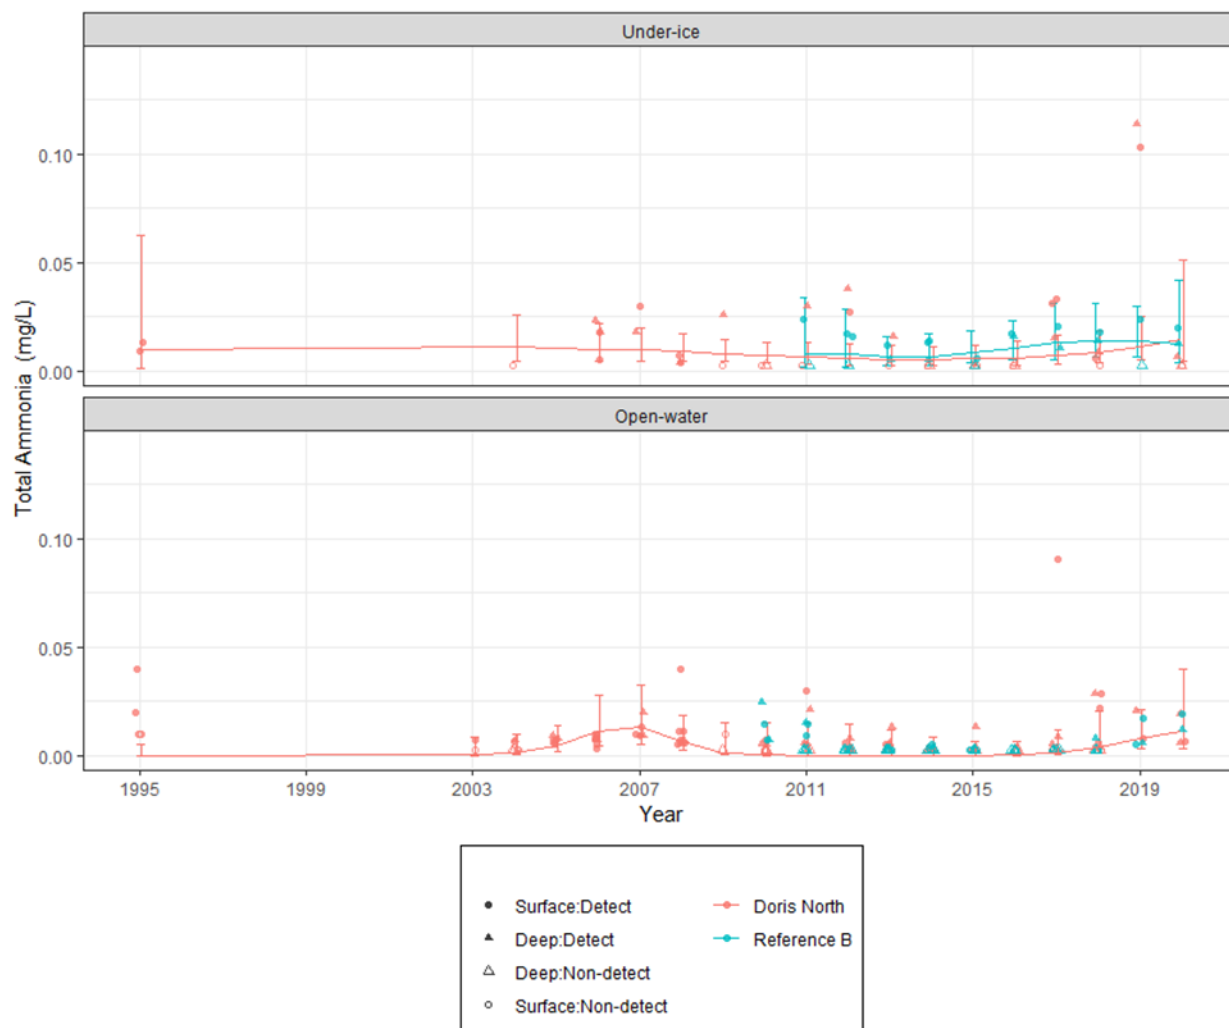 Under-ice
0.10
0.05
0.00
Open-water
0.10
0.05
0.00
Total Ammonia (mg/L)
1995 1999 2003 2007 2011 2015 2019
Year
Surface:Detect
Deep:Detect
Deep:Non-detect
Surface:Non-detect
Doris North
Reference B